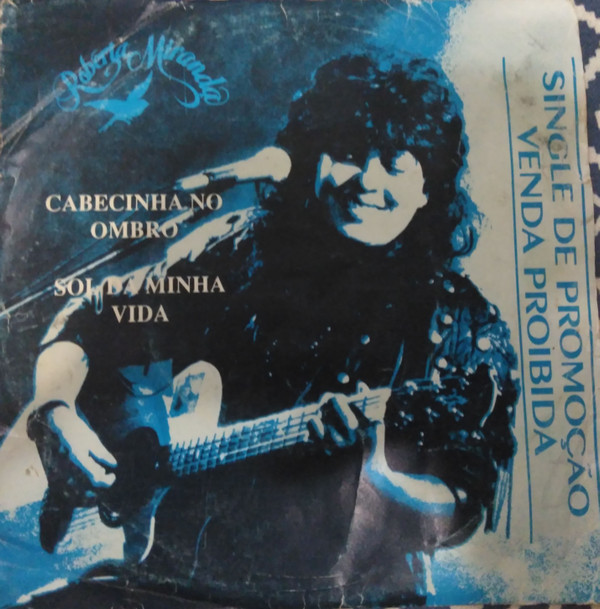 Roberta Miranda
CABECINHA NO
OMBRO
SOL DA MINHA
VIDA
SINGLE DE PROMOÇÃO
VENDA PROIBIDA